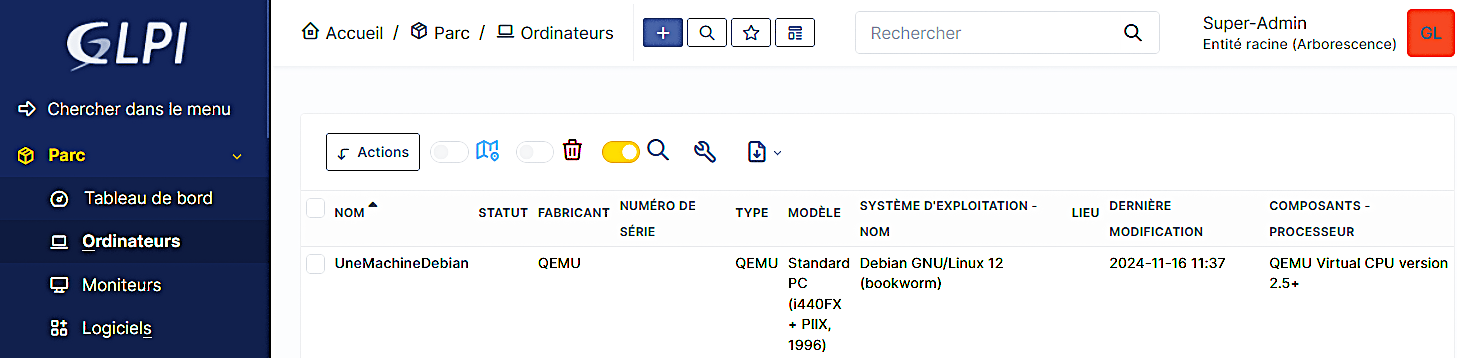 GLPI
Accueil / Parc / Ordinateurs
Rechercher
Super-Admin
Entité racine (Arborescence)
GL
Chercher dans le menu
Parc
Tableau de bord
Ordinateurs
Moniteurs
Logiciels
Actions
NOM STATUT FABRICANT NUMÉRO DE SÉRIE TYPE MODÈLE SYSTÈME D'EXPLOITATION - NOM LIEU DERNIÈRE MODIFICATION COMPOSANTS - PROCESSEUR
UneMachineDebian QEMU QEMU Standard PC (i440FX + PIIX, 1996) Debian GNU/Linux 12 (bookworm) 2024-11-16 11:37 QEMU Virtual CPU version 2.5+